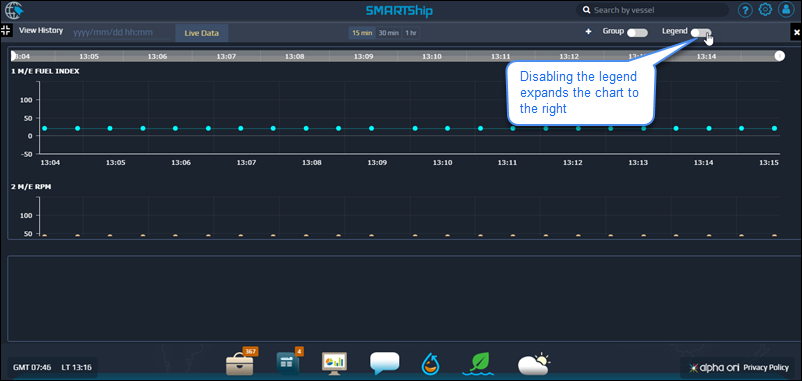 SMARTShip
Search by vessel
View History yyyy/mm/dd hh:mm Live Data 15 min 30 min 1 hr Group Legend
13:04 13:05 13:06 13:07 13:08 13:09 13:10 13:11 13:12 13:13 13:14
Disabling the legend
expands the chart to
the right
1 M/E FUEL INDEX
100
50
0
-50
13:04 13:05 13:06 13:07 13:08 13:09 13:10 13:11 13:12 13:13 13:14 13:15
2 M/E RPM
100
50
367
4
GMT 07:46 LT 13:16
alpha ori Privacy Policy